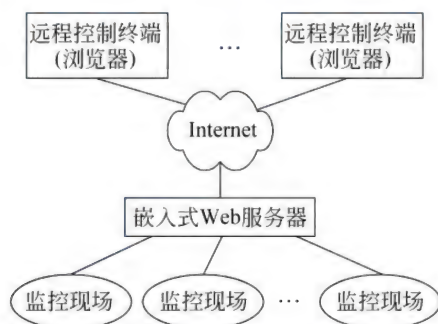 远程控制终端 … 远程控制终端
(浏览器) (浏览器)
Internet
嵌入式Web服务器
监控现场 监控现场 … 监控现场